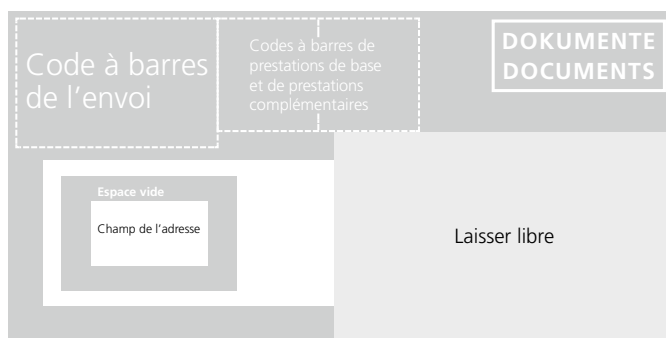 Code à barres
de l’envoi
Codes à barres de
prestations de base
et de prestations
complémentaires
DOKUMENTE
DOCUMENTS
Espace vide
Champ de l’adresse
Laisser libre